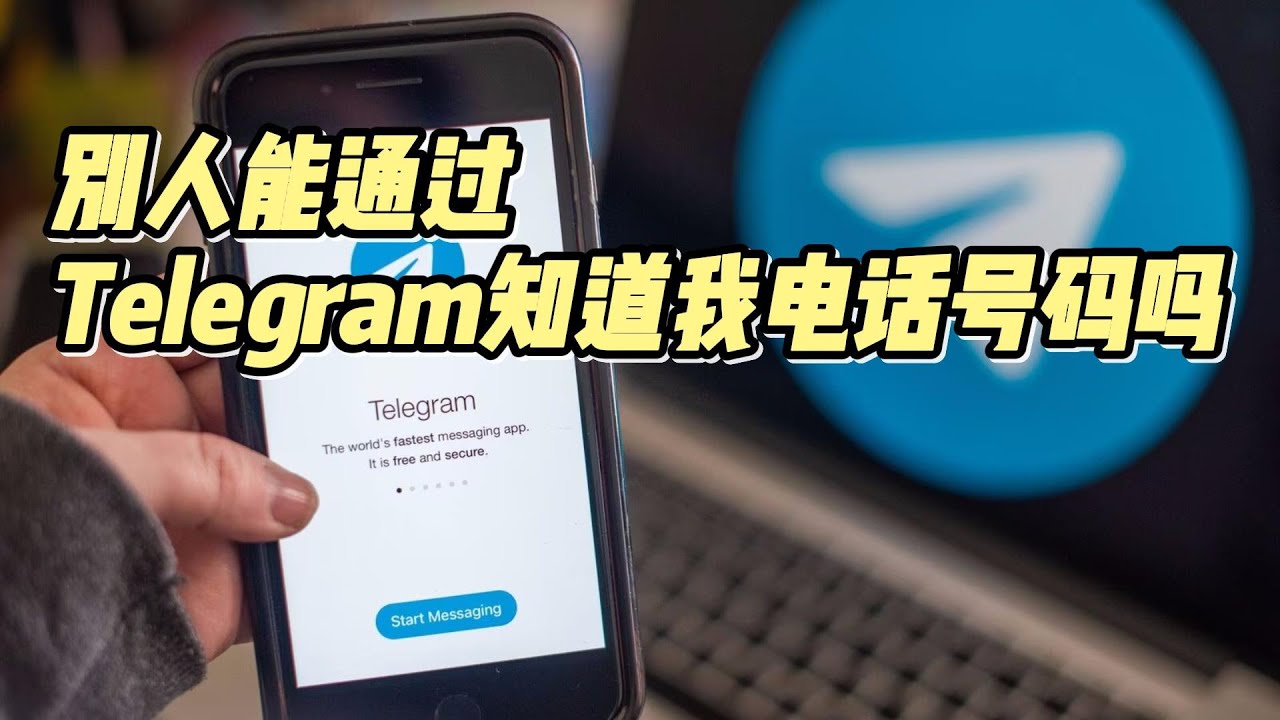 别人能通过
Telegram知道我电话号码吗
Telegram
The world's fastest messaging app.
It is free and secure.
Start Messaging